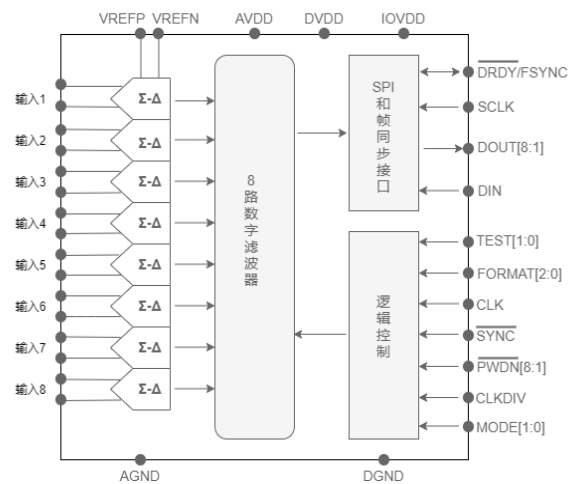 VREFP VREFN AVDD DVDD IOVDD
输入1
输入2
输入3
输入4
输入5
输入6
输入7
输入8
Σ-Δ
Σ-Δ
Σ-Δ
Σ-Δ
Σ-Δ
Σ-Δ
Σ-Δ
Σ-Δ
8路数字滤波器
SPI和帧同步接口
逻辑控制
DRDY/FSYNC
SCLK
DOUT[8:1]
DIN
TEST[1:0]
FORMAT[2:0]
CLK
SYNC
PWDN[8:1]
CLKDIV
MODE[1:0]
AGND DGND